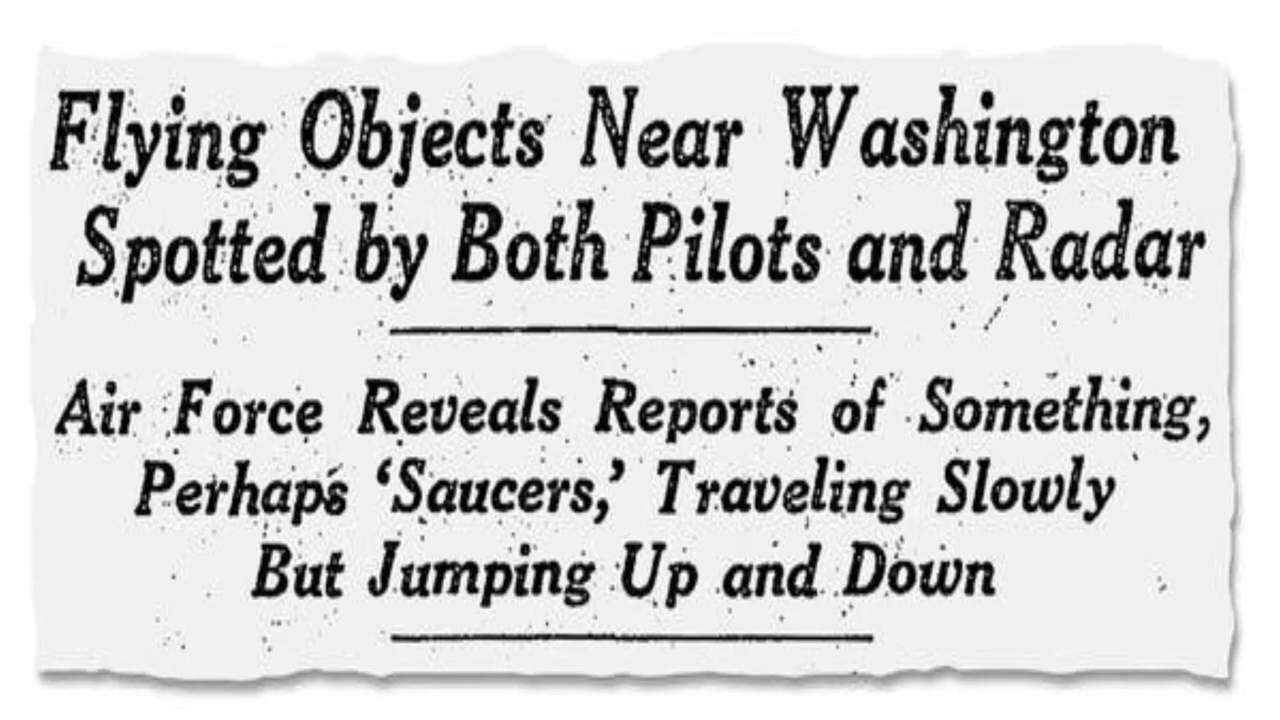 Flying Objects Near Washington
Spotted by Both Pilots and Radar
Air Force Reveals Reports of Something,
Perhaps ‘Saucers,’ Traveling Slowly
But Jumping Up and Down